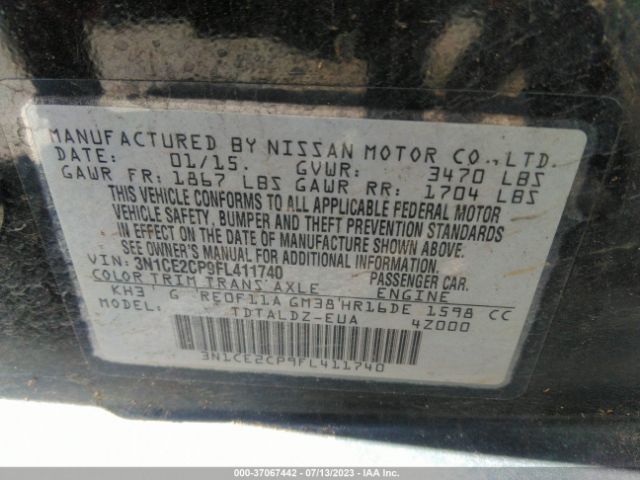 MANUFACTURED BY NISSAN MOTOR CO.,LTD.
DATE: 01/15. GVWR: 3470 LBS
GAWR FR: 1867 LBS GAWR RR: 1704 LBS
THIS VEHICLE CONFORMS TO ALL APPLICABLE FEDERAL MOTOR
VEHICLE SAFETY, BUMPER AND THEFT PREVENTION STANDARDS
IN EFFECT ON THE DATE OF MANUFACTURE SHOWN ABOVE.
SEE OWNER'S MANUAL FOR ADDITIONAL INFORMATION.
VIN: 3N1CE2CP9FL411740 PASSENGER CAR.
COLOR TRIM TRANS AXLE ENGINE
KH3 G RE0F11A GM38 HR16DE 1598 CC
MODEL: TDTALDZ-EUA 4Z000
3N1CE2CP9FL411740
000-37067442 - 07/13/2023 - IAA Inc.